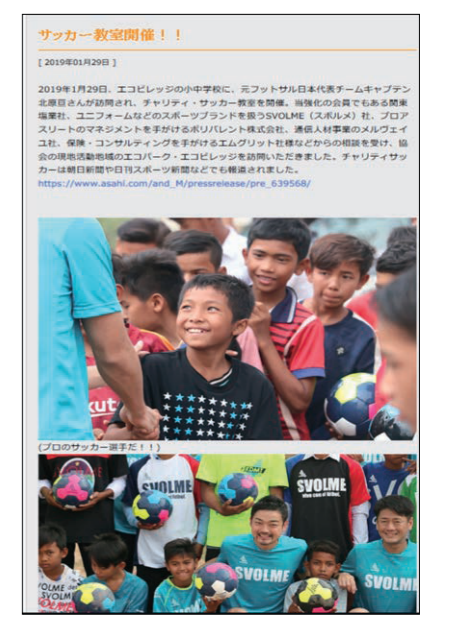 サッカー教室開催！！
[ 2019年01月29日 ]
2019年1月29日、エコビレッジの小中学校に、元フットサル日本代表チームキャプテン
北原亘さんが訪問され、チャリティ・サッカー教室を開催。当強化の会員でもある関東
塩業社、ユニフォームなどのスポーツブランドを扱うSVOLME（スボルメ）社、プロア
スリートのマネジメントを手がけるポリバレント株式会社、通信人材事業のメルヴェイ
ユ社、保険・コンサルティングを手がけるエムグリット社様などからの相談を受け、協
会の現地活動地域のエコパーク・エコビレッジを訪問いただきました。チャリティサッ
カーは朝日新聞や日刊スポーツ新聞などでも報道されました。
https://www.asahi.com/and_M/pressrelease/pre_639568/
kut
(プロのサッカー選手だ！！)
SVOLME
SVOLME
SVOLME
SVOLME
SVOLME